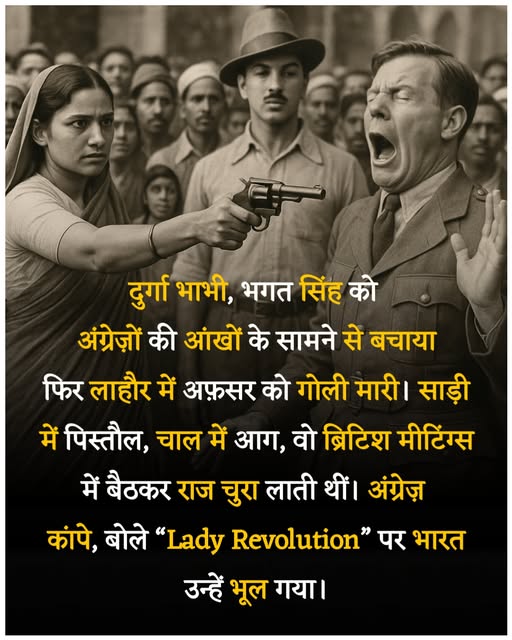 दुर्गा भाभी, भगत सिंह को
अंग्रेज़ों की आंखों के सामने से बचाया
फिर लाहौर में अफ़सर को गोली मारी। साड़ी
में पिस्तौल, चाल में आग, वो ब्रिटिश मीटिंग्स
में बैठकर राज चुरा लाती थीं। अंग्रेज़
कांपे, बोले “Lady Revolution” पर भारत
उन्हें भूल गया।